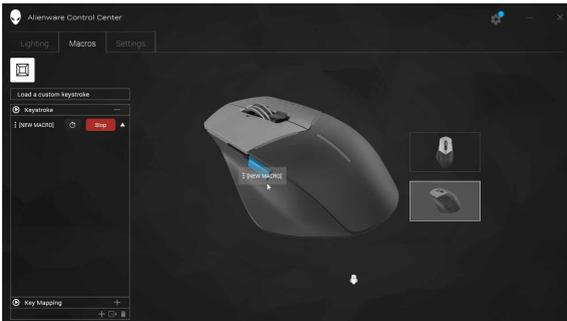 Alienware Control Center
Lighting Macros Settings
Load a custom keystroke
Keystroke
[NEW MACRO] Stop
[NEW MACRO]
Key Mapping